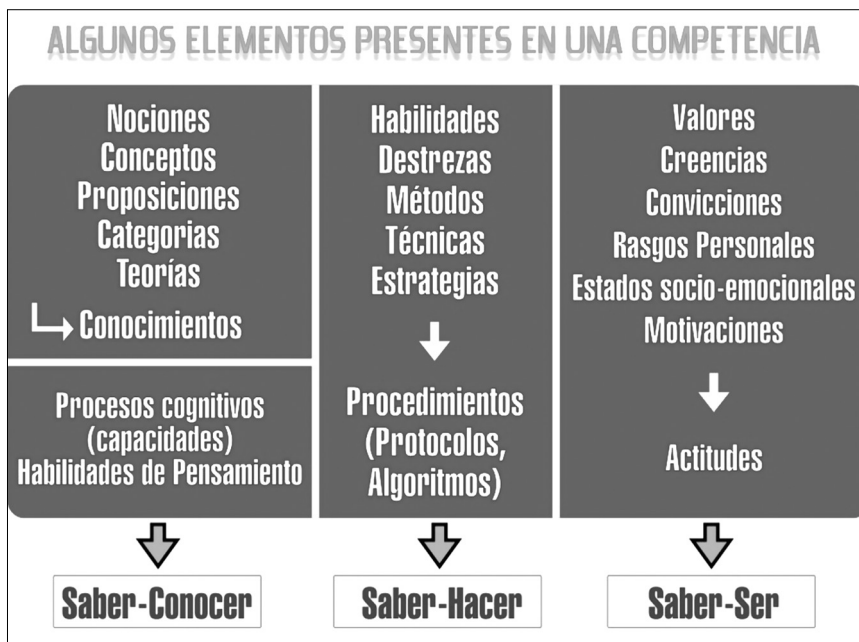 ALGUNOS ELEMENTOS PRESENTES EN UNA COMPETENCIA
Nociones
Conceptos
Proposiciones
Categorias
Teorías
Conocimientos
Procesos cognitivos
(capacidades)
Habilidades de Pensamiento
Saber-Conocer
Habilidades
Destrezas
Métodos
Técnicas
Estrategias
Procedimientos
(Protocolos,
Algoritmos)
Saber-Hacer
Valores
Creencias
Convicciones
Rasgos Personales
Estados socio-emocionales
Motivaciones
Actitudes
Saber-Ser